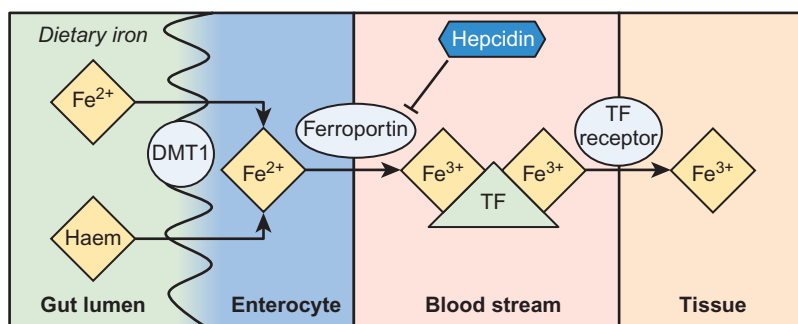 Dietary iron
Hepcidin
Fe2+
Ferroportin
TF
receptor
DMT1
Fe2+
Fe3+
Fe3+
Fe3+
TF
Haem
Gut lumen
Enterocyte
Blood stream
Tissue